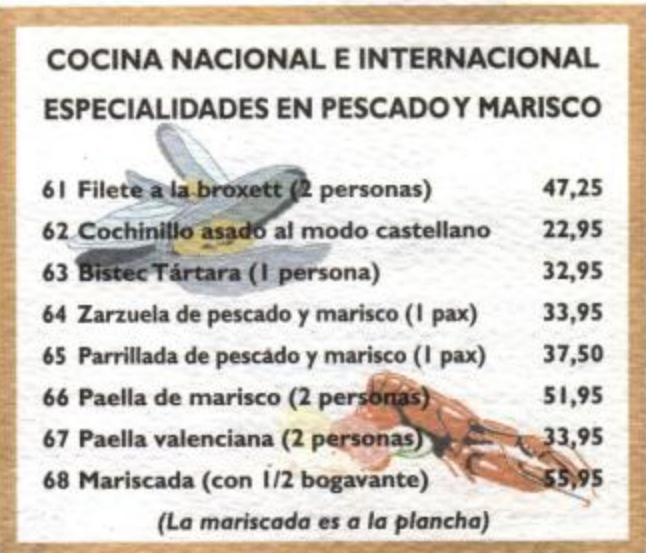 COCINA NACIONAL E INTERNACIONAL
ESPECIALIDADES EN PESCADO Y MARISCO
61 Filete a la broxett (2 personas) 47,25
62 Cochinillo asado al modo castellano 22,95
63 Bistec Tártara (1 persona) 32,95
64 Zarzuela de pescado y marisco (1 pax) 33,95
65 Parrillada de pescado y marisco (1 pax) 37,50
66 Paella de marisco (2 personas) 51,95
67 Paella valenciana (2 personas) 33,95
68 Mariscada (con 1/2 bogavante) 55,95
(La mariscada es a la plancha)